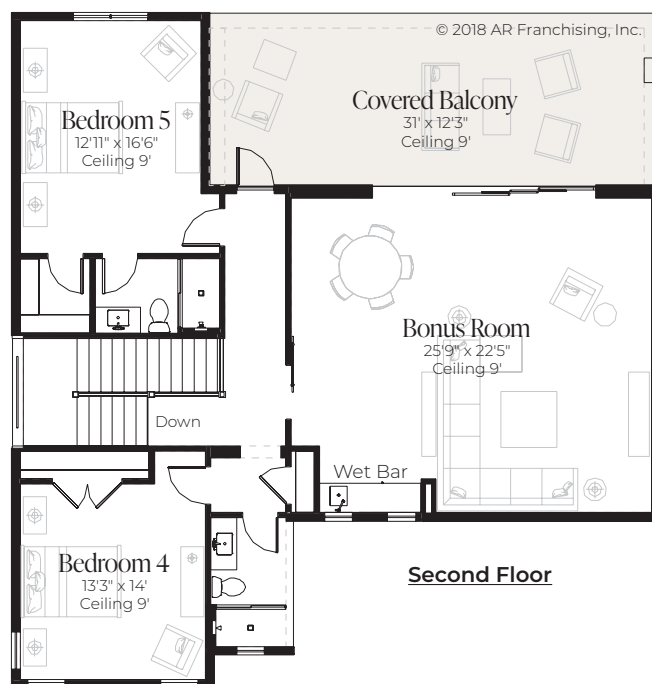 © 2018 AR Franchising, Inc.
Covered Balcony
31' x 12'3"
Ceiling 9'
Bedroom 5
12'11" x 16'6"
Ceiling 9'
Bonus Room
25'9" x 22'5"
Ceiling 9'
Down
Wet Bar
Bedroom 4
13'3" x 14'
Ceiling 9'
Second Floor